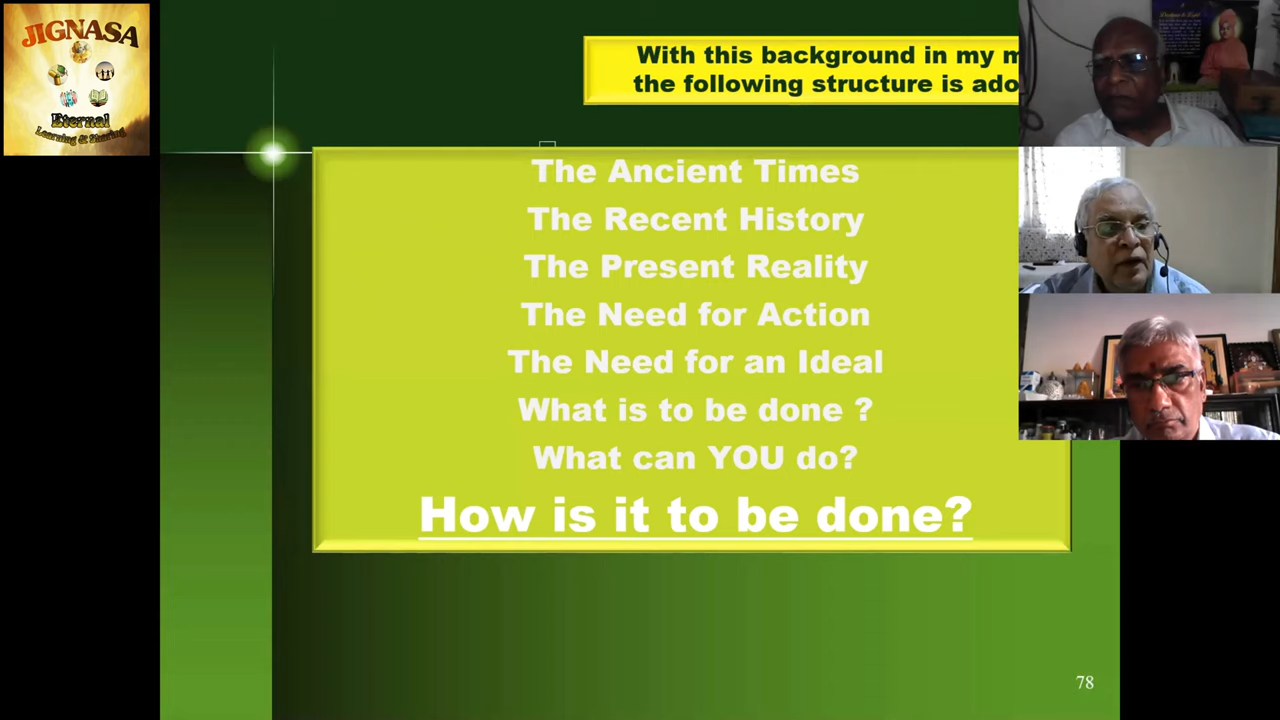 JIGNASA
Eternal
Learning & Sharing
With this background in my m
the following structure is ado
The Ancient Times
The Recent History
The Present Reality
The Need for Action
The Need for an Ideal
What is to be done ?
What can YOU do?
How is it to be done?
78